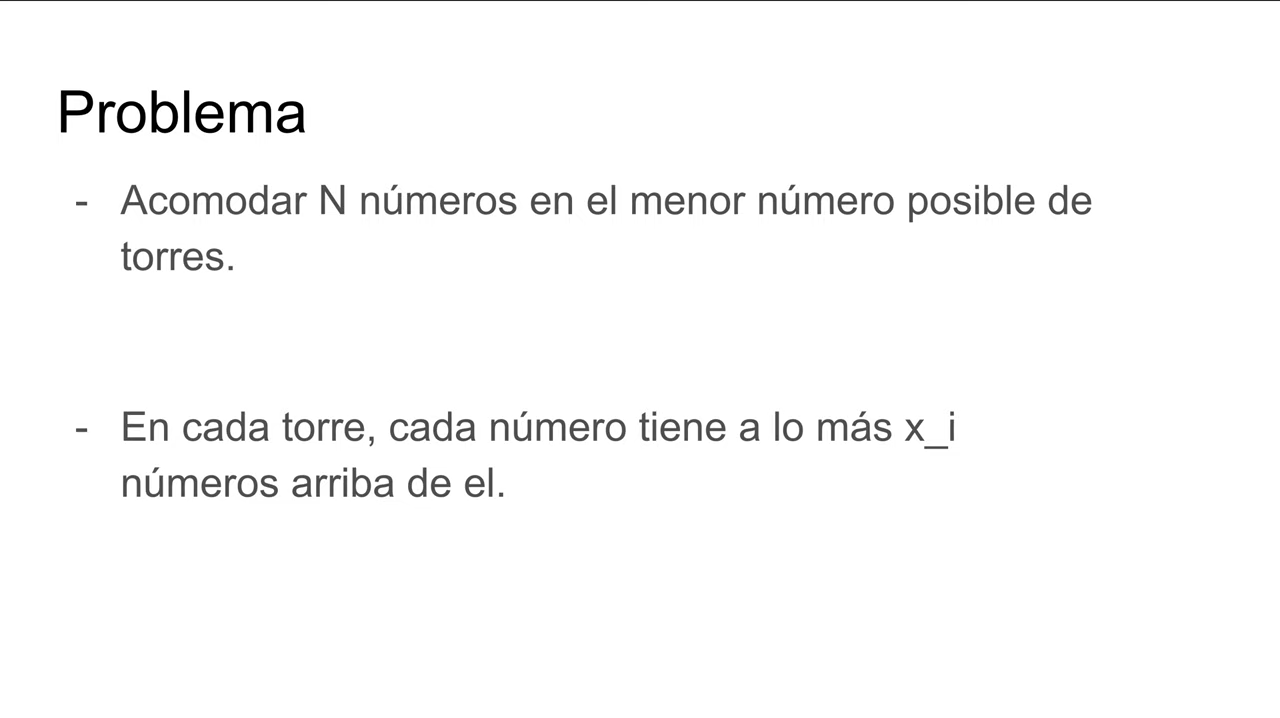 Problema
- Acomodar N números en el menor número posible de
torres.
- En cada torre, cada número tiene a lo más x_i
números arriba de el.